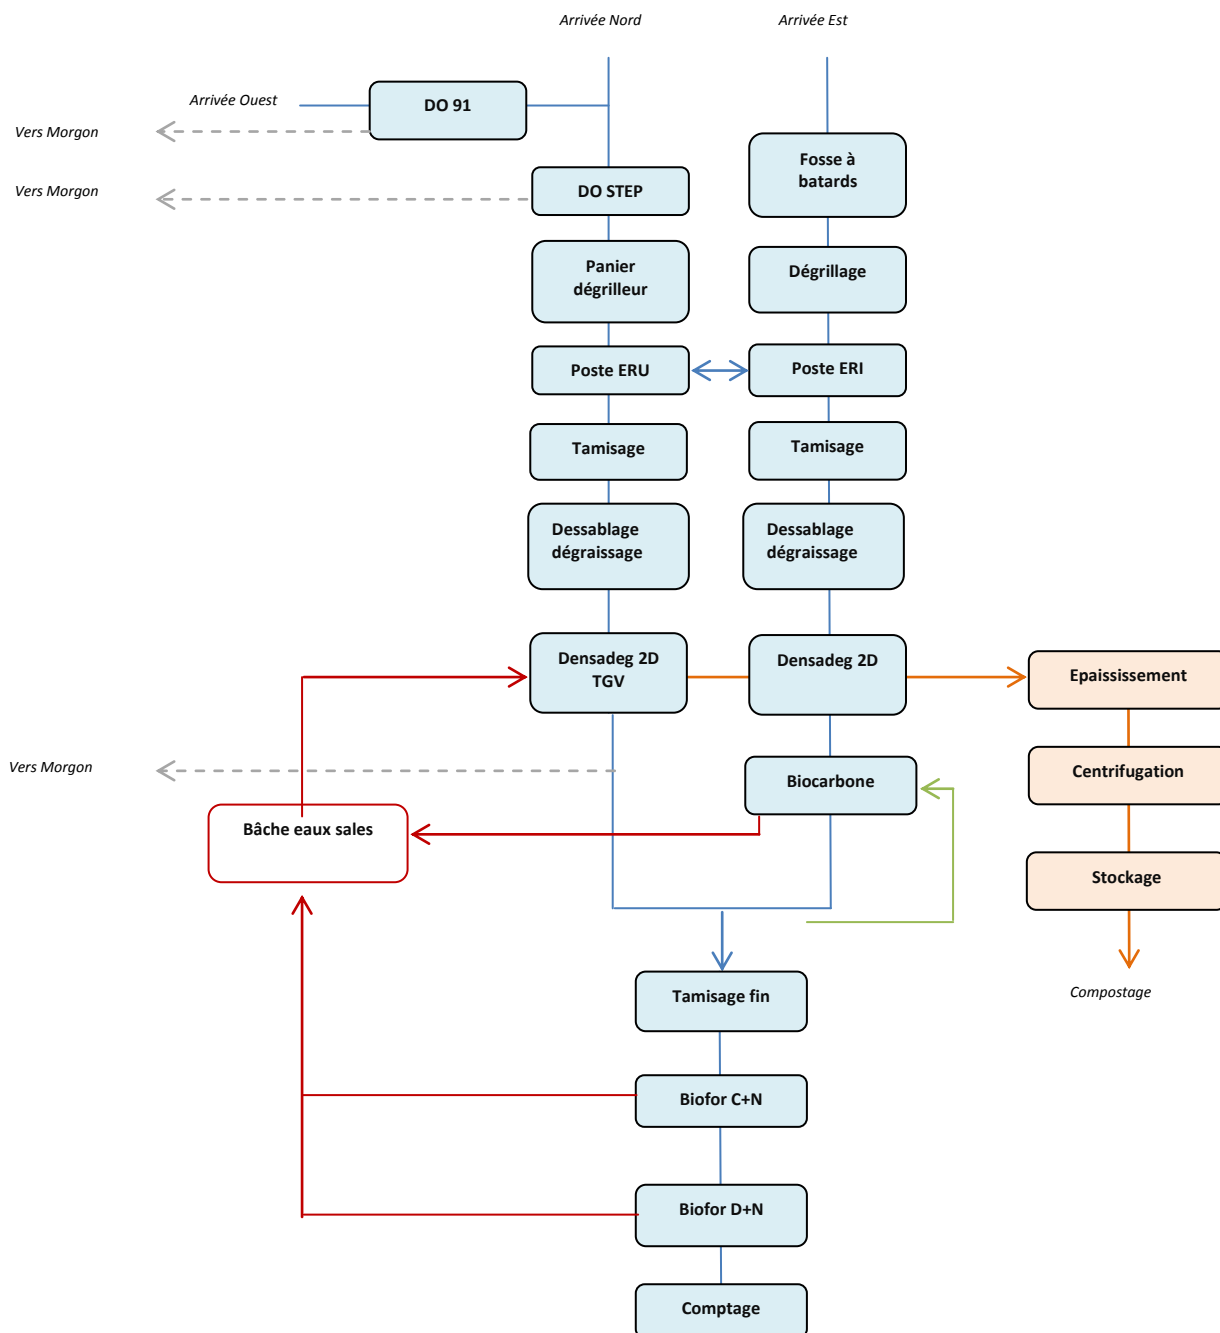 Arrivée Nord
Arrivée Est
Arrivée Ouest
DO 91
Vers Morgon
Fosse à
batards
Vers Morgon
DO STEP
Panier
dégrilleur
Dégrillage
Poste ERU
Poste ERI
Tamisage
Tamisage
Dessablage
dégraissage
Dessablage
dégraissage
Densadeg 2D
TGV
Densadeg 2D
Epaississement
Vers Morgon
Biocarbone
Centrifugation
Bâche eaux sales
Stockage
Tamisage fin
Compostage
Biofor C+N
Biofor D+N
Comptage